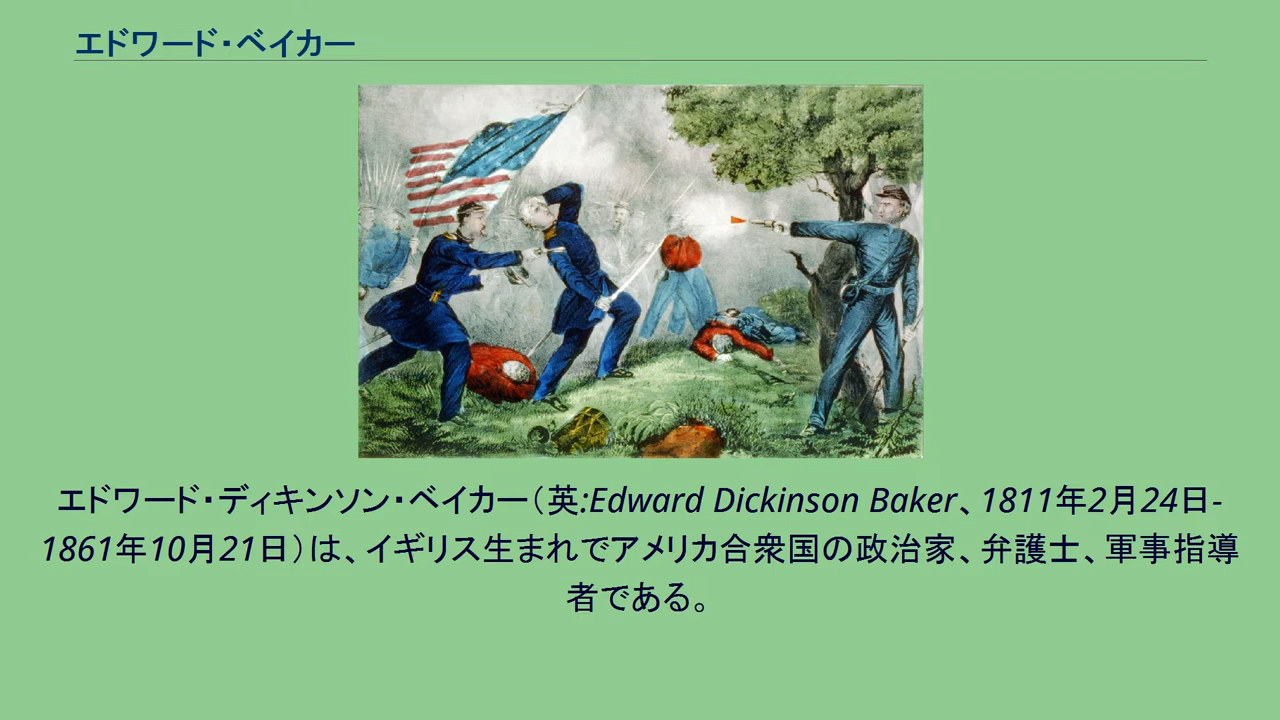 エドワード・ベイカー
エドワード・ディキンソン・ベイカー（英:Edward Dickinson Baker、1811年2月24日-
1861年10月21日）は、イギリス生まれでアメリカ合衆国の政治家、弁護士、軍事指導
者である。